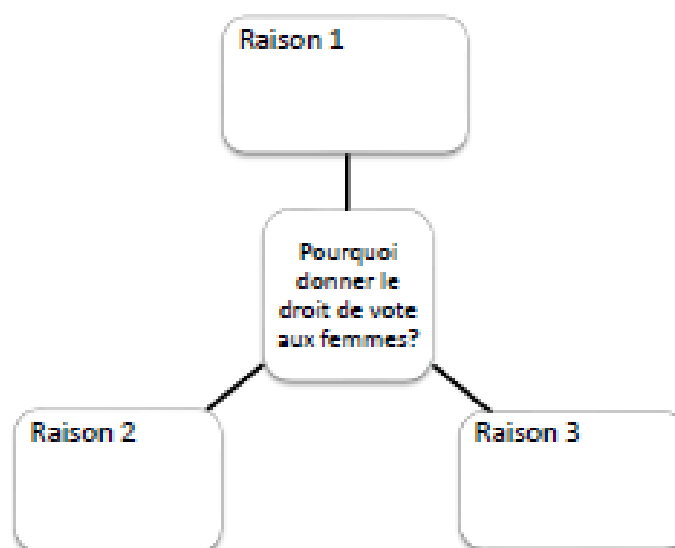 Raison 1
Pourquoi
donner le
droit de vote
aux femmes?
Raison 2
Raison 3